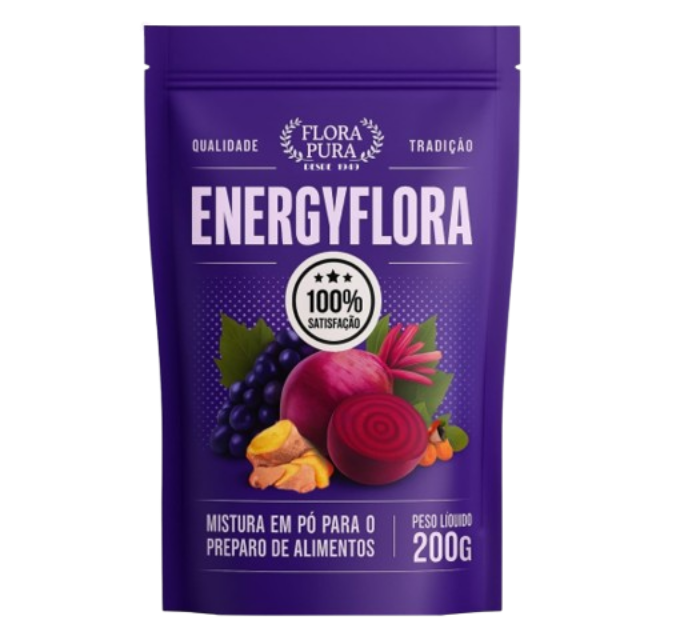 QUALIDADE
FLORA
PURA
DESDE 1949
TRADIÇÃO
ENERGYFLORA
100%
SATISFAÇÃO
MISTURA EM PÓ PARA O
PREPARO DE ALIMENTOS
PESO LÍQUIDO
200G